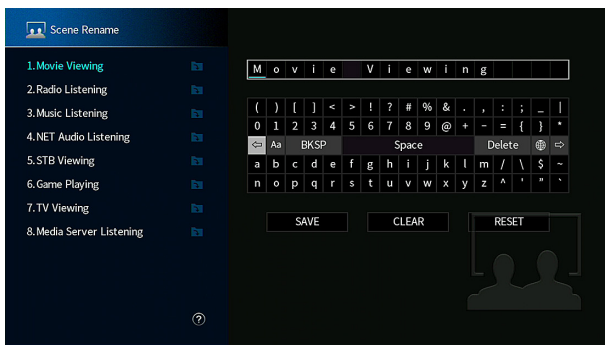 Scene Rename
1.Movie Viewing
2.Radio Listening
3.Music Listening
4.NET Audio Listening
5.STB Viewing
6.Game Playing
7.TV Viewing
8.Media Server Listening
?
Movie Viewing
( ) [ ] < > ! ? # % & . , : ; _ |
0 1 2 3 4 5 6 7 8 9 @ + - = { } *
⇦ Aa BKSP Space Delete ⇨
a b c d e f g h i j k l m / \ $ ~
n o p q r s t u v w x y z ^ ' " `
SAVE CLEAR RESET